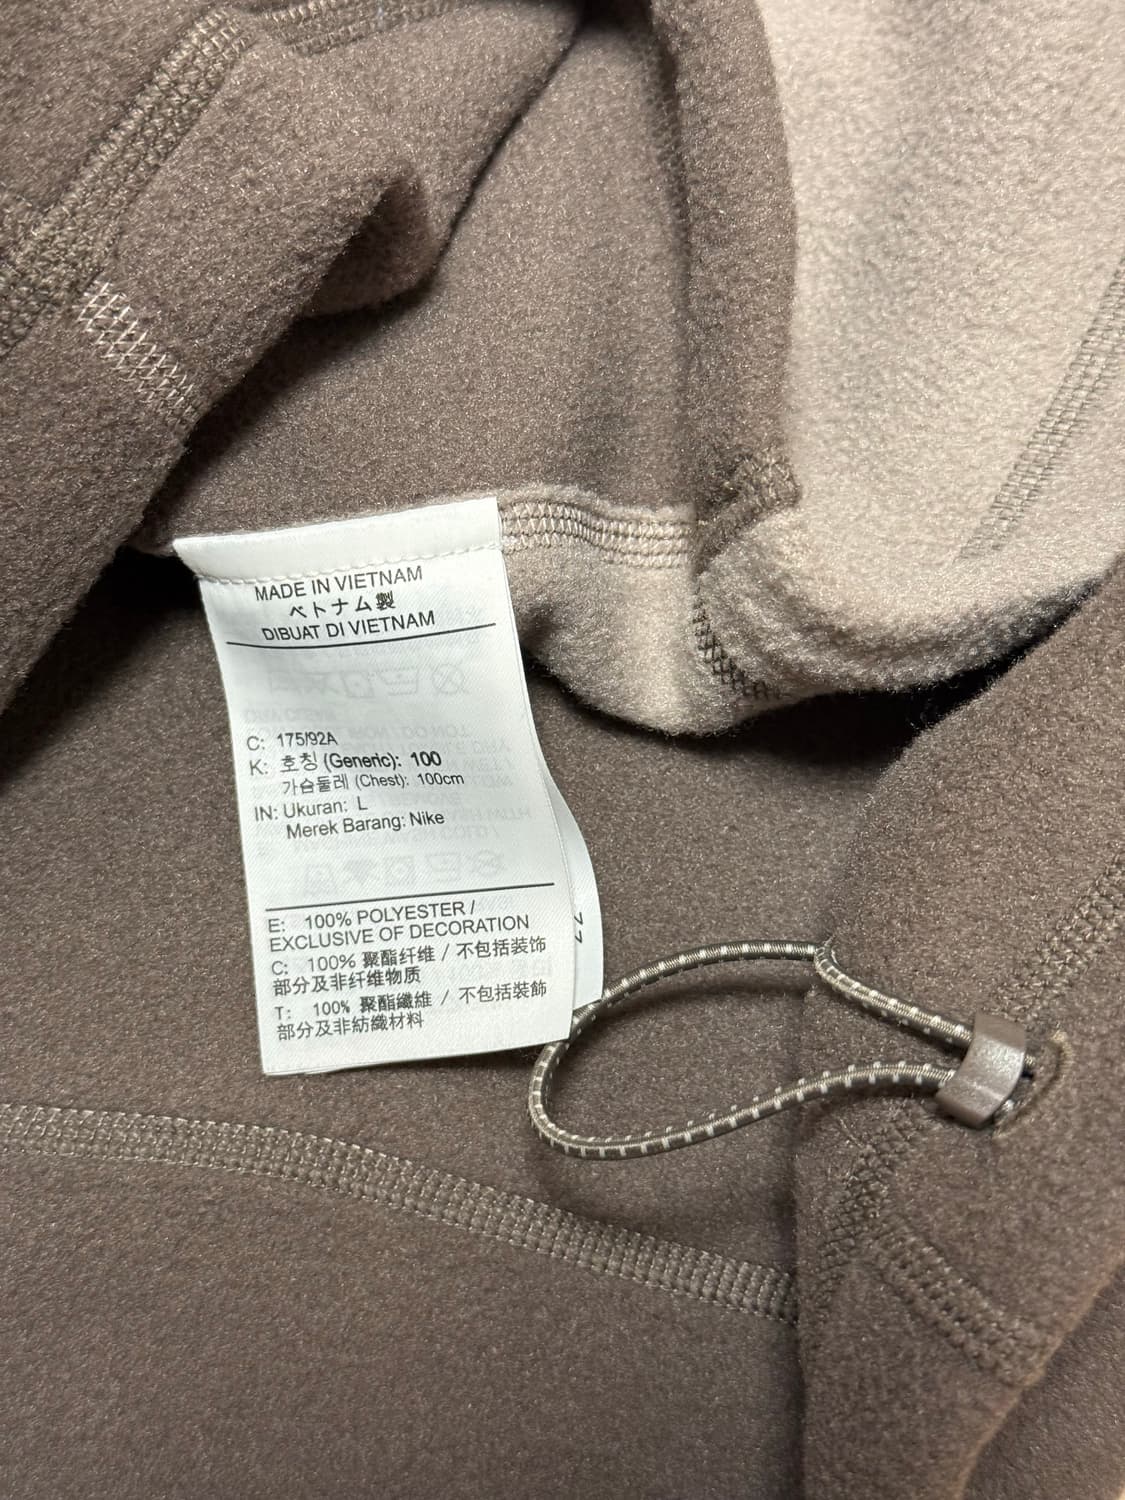 MADE IN VIETNAM
ベトナム製
DIBUAT DI VIETNAM
C: 175/92A
K: 호칭 (Generic): 100
가슴둘레 (Chest): 100cm
IN: Ukuran: L
Merek Barang: Nike
E: 100% POLYESTER /
EXCLUSIVE OF DECORATION
C: 100% 聚酯纤维 / 不包括装饰
部分及非纤维物质
T: 100% 聚酯纖維 / 不包括裝飾
部分及非紡織材料